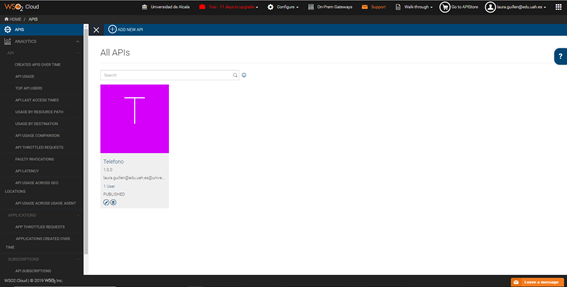 WSO2 Cloud
Universidad de Alcala
Trial - 11 days to upgrade
Configure
On-Prem Gateways
Support
Walk-through
Go to APIStore
laura.guillen@edu.uah.es
HOME / APIS
APIS
ADD NEW API
ANALYTICS
API
CREATED APIS OVER TIME
API USAGE
TOP API USERS
API LAST ACCESS TIMES
USAGE BY RESOURCE PATH
USAGE BY DESTINATION
API USAGE COMPARISON
API THROTTLED REQUESTS
FAULTY INVOCATIONS
API LATENCY
API USAGE ACROSS GEO
LOCATIONS
API USAGE ACROSS USER AGENT
APPLICATIONS
APP THROTTLED REQUESTS
APPLICATIONS CREATED OVER
TIME
SUBSCRIPTIONS
API SUBSCRIPTIONS
All APIs
?
Search
T
Telefono
1.0.0
laura.guillen@edu.uah.es@unive...
1 User
PUBLISHED
WSO2 Cloud | © 2019 WSO2 Inc.
Leave a message